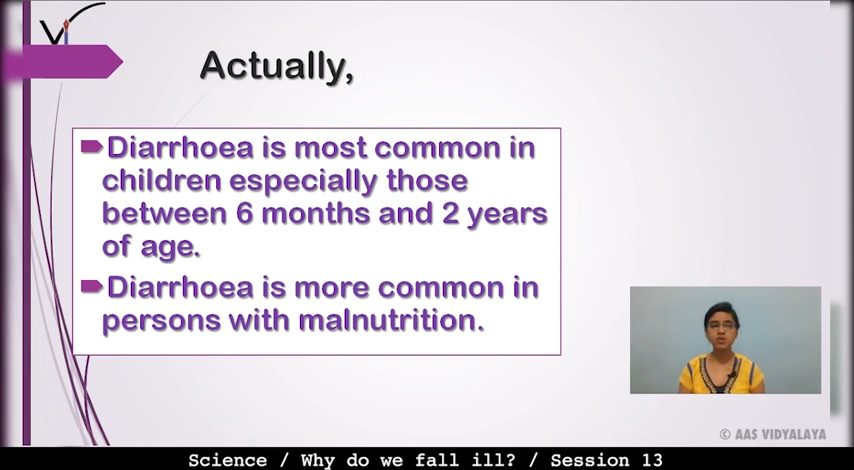 Actually,
Diarrhoea is most common in
children especially those
between 6 months and 2 years
of age.
Diarrhoea is more common in
persons with malnutrition.
© AAS VIDYALAYA
Science / Why do we fall ill? / Session 13